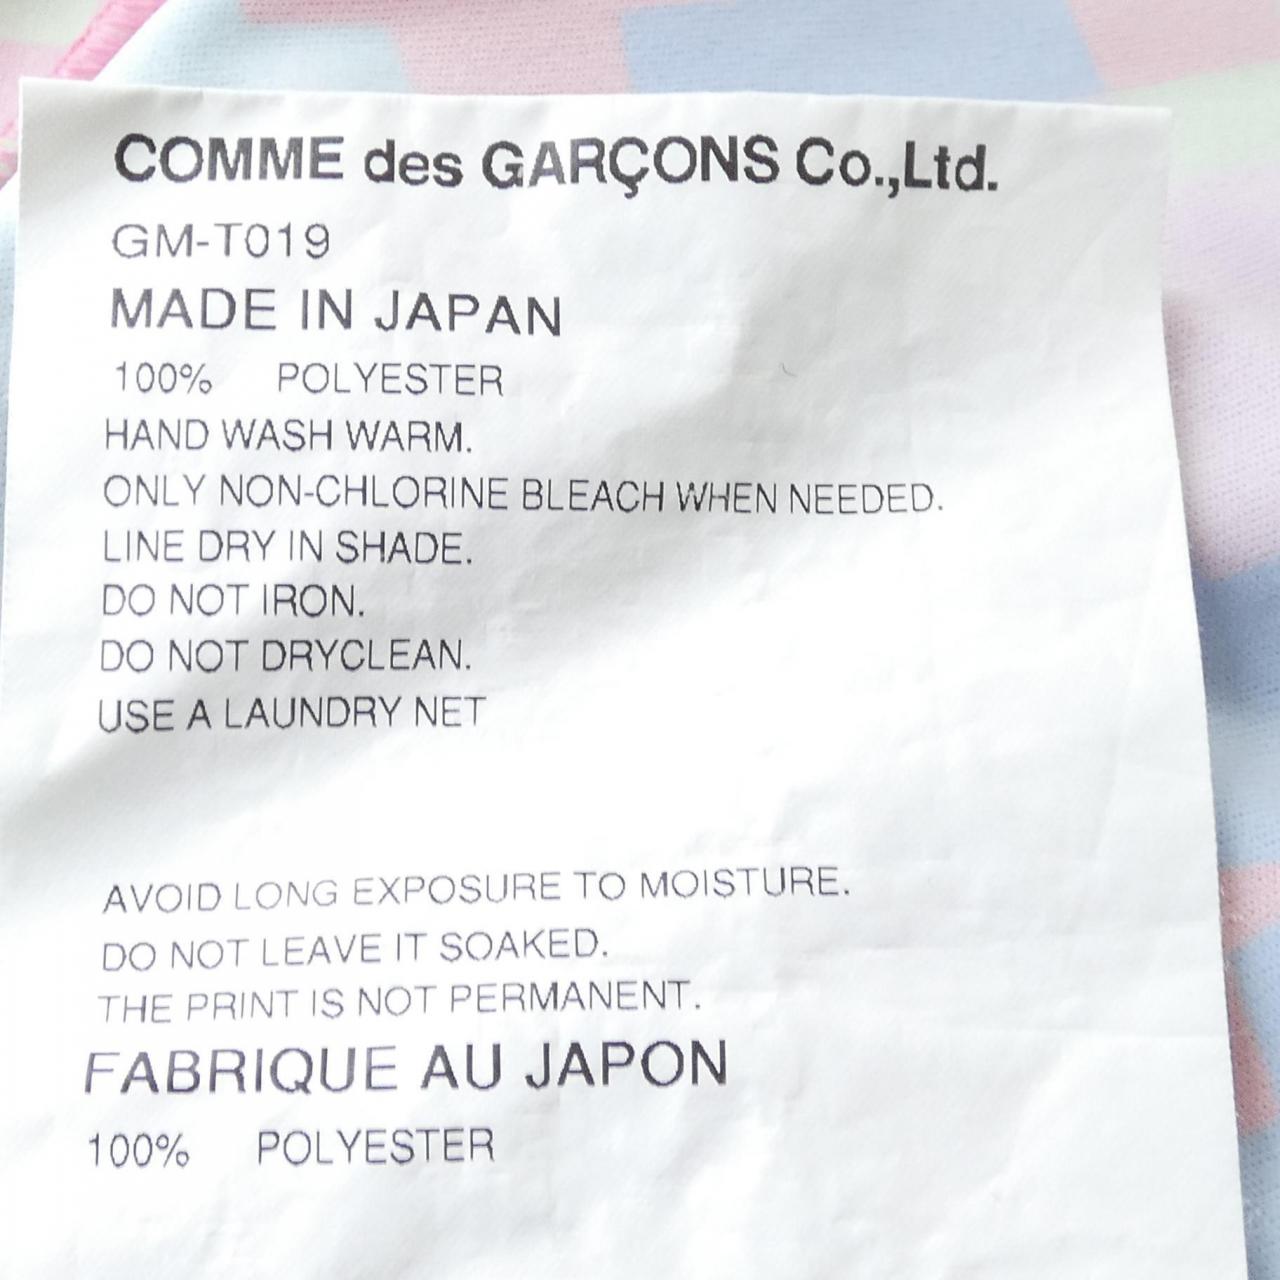 COMME des GARÇONS Co.,Ltd.
GM-T019
MADE IN JAPAN
100% POLYESTER
HAND WASH WARM.
ONLY NON-CHLORINE BLEACH WHEN NEEDED.
LINE DRY IN SHADE.
DO NOT IRON.
DO NOT DRYCLEAN.
USE A LAUNDRY NET
AVOID LONG EXPOSURE TO MOISTURE.
DO NOT LEAVE IT SOAKED.
THE PRINT IS NOT PERMANENT.
FABRIQUE AU JAPON
100% POLYESTER